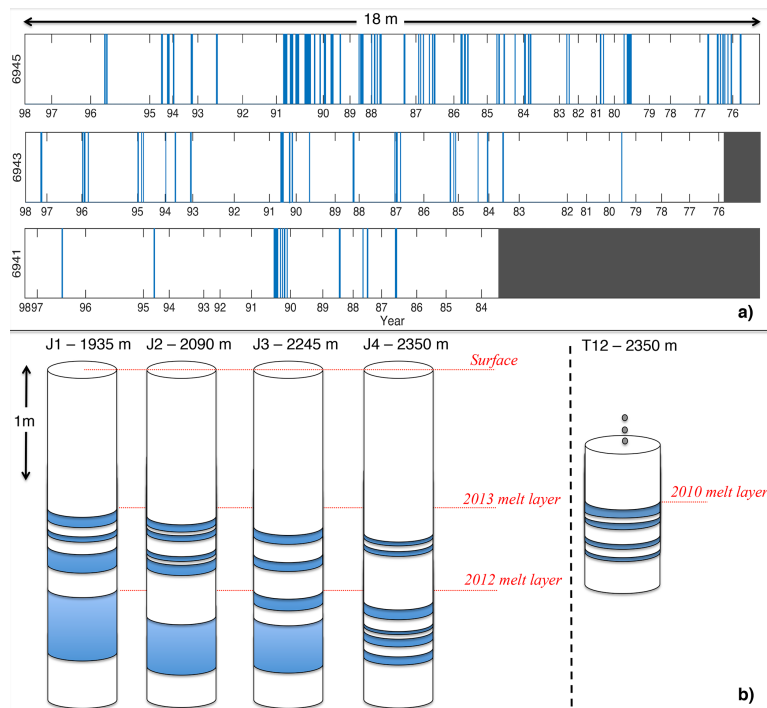 18 m
6945
98 97 96 95 94 93 92 91 90 89 88 87 86 85 84 83 82 81 80 79 78 77 76
6943
98 97 96 95 94 93 92 91 90 89 88 87 86 85 84 83 82 81 80 79 78 77 76
6941
9897 96 95 94 93 92 91 90 89 88 87 86 85 84
Year
a)
J1 – 1935 m J2 – 2090 m J3 – 2245 m J4 – 2350 m T12 – 2350 m
Surface
1m
2013 melt layer
2010 melt layer
2012 melt layer
b)